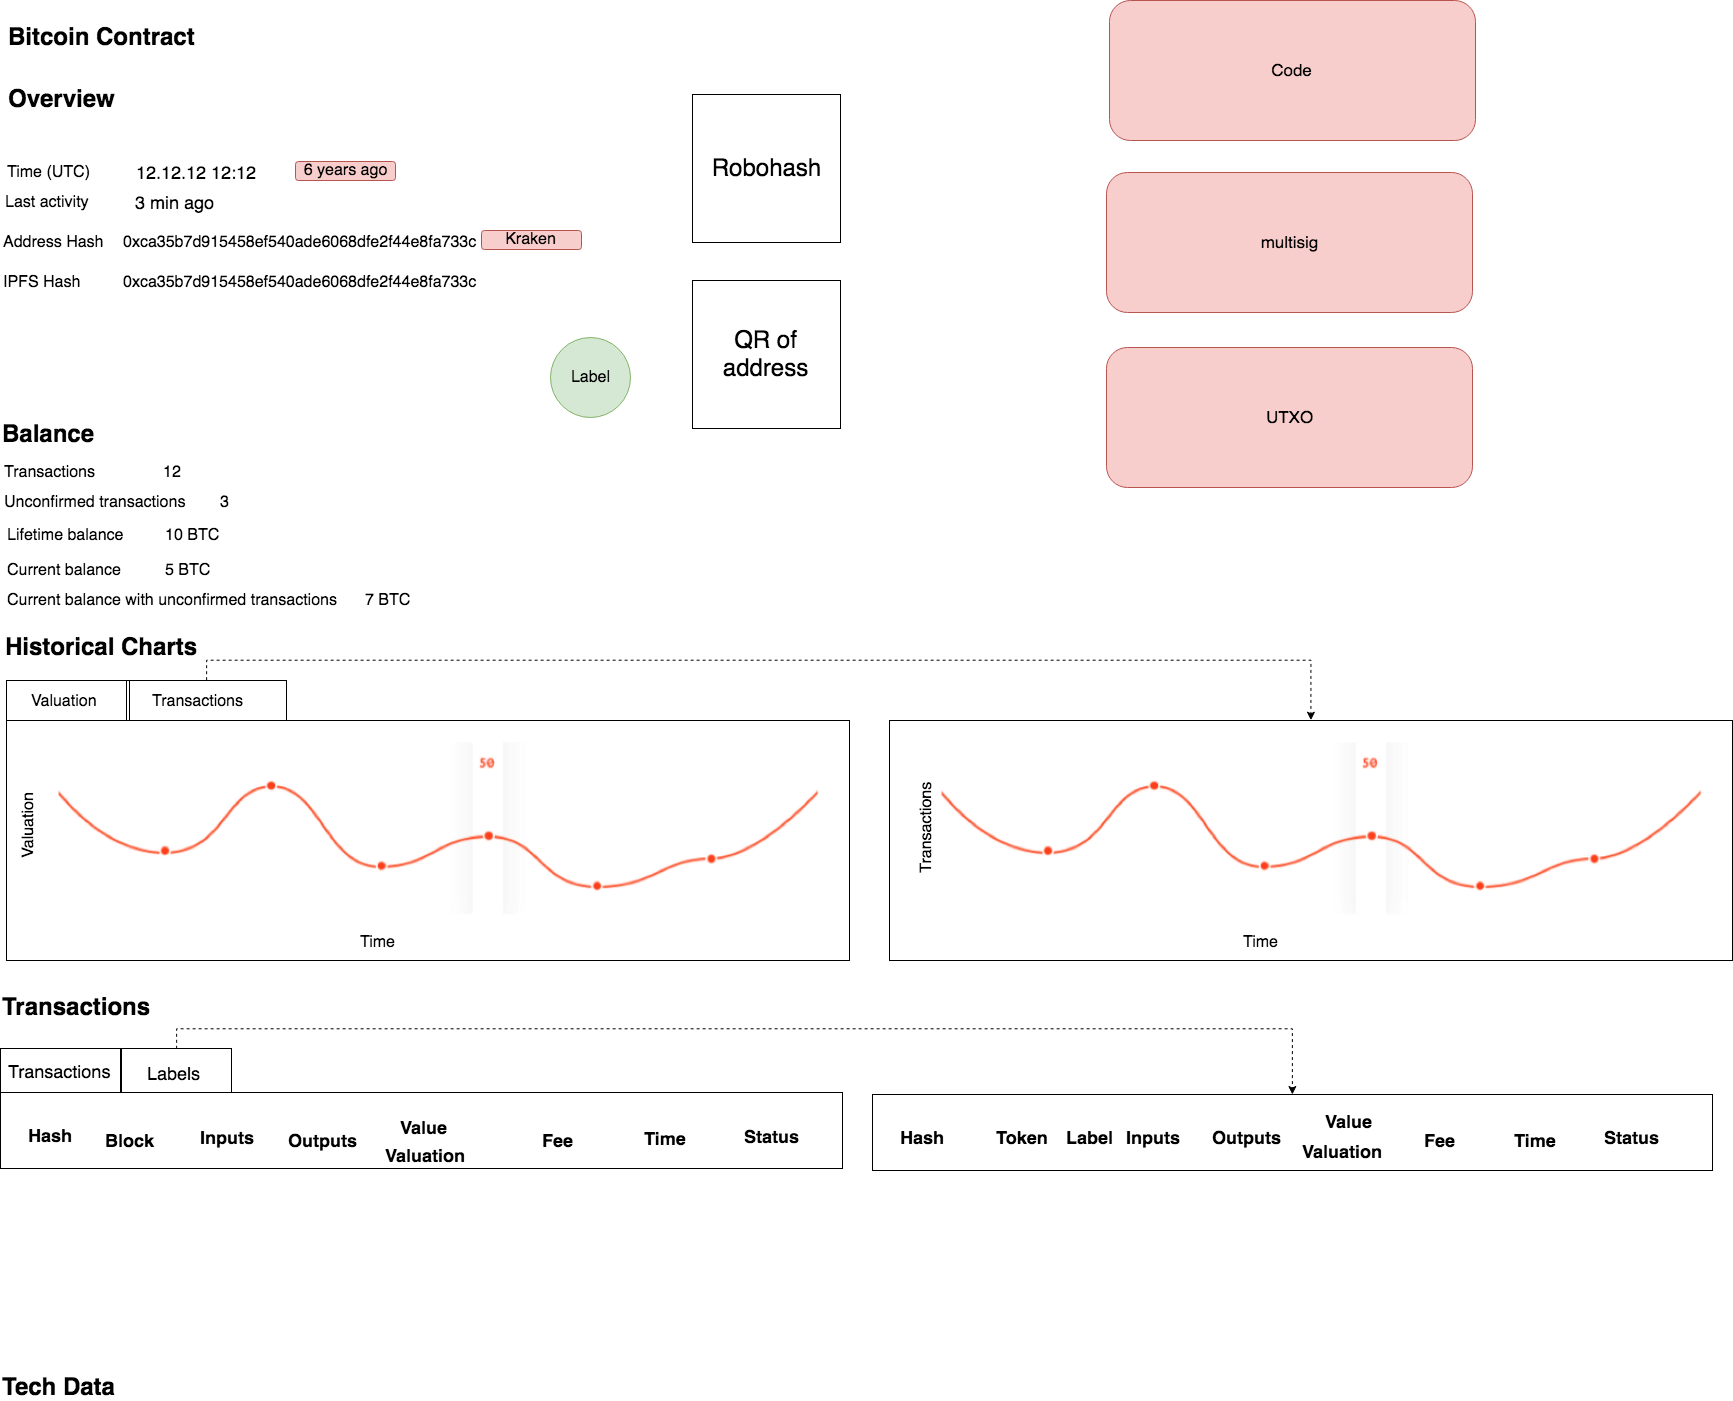 Bitcoin Contract
Overview
Time (UTC) 12.12.12 12:12 6 years ago
Last activity 3 min ago
Address Hash 0xca35b7d915458ef540ade6068dfe2f44e8fa733c Kraken
IPFS Hash 0xca35b7d915458ef540ade6068dfe2f44e8fa733c
Label
Robohash
QR of
address
Code
multisig
UTXO
Balance
Transactions 12
Unconfirmed transactions 3
Lifetime balance 10 BTC
Current balance 5 BTC
Current balance with unconfirmed transactions 7 BTC
Historical Charts
Valuation Transactions
50
Valuation
Time
50
Transactions
Time
Transactions
Transactions Labels
Hash Block Inputs Outputs Value Fee Time Status
Valuation
Hash Token Label Inputs Outputs Value Fee Time Status
Valuation
Tech Data